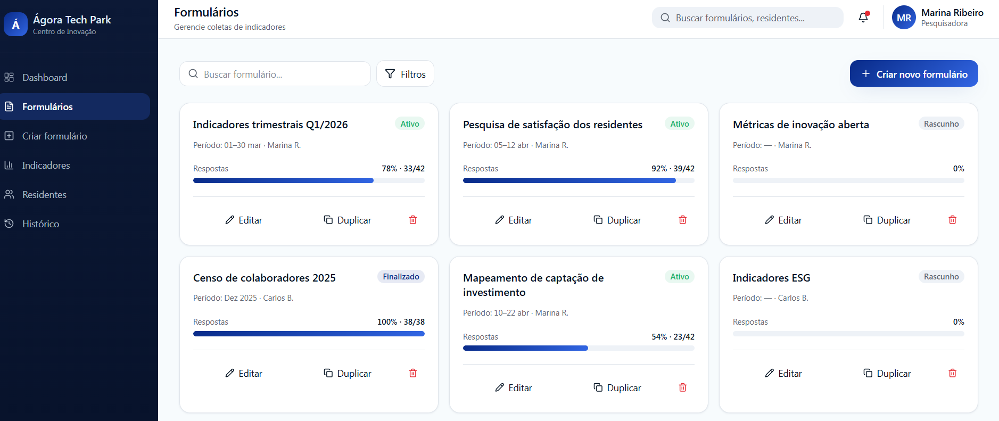 Á
Ágora Tech Park
Centro de Inovação
Dashboard
Formulários
Criar formulário
Indicadores
Residentes
Histórico
Formulários
Gerencie coletas de indicadores
Buscar formulários, residentes...
MR
Marina Ribeiro
Pesquisadora
Buscar formulário...
Filtros
Criar novo formulário
Indicadores trimestrais Q1/2026
Ativo
Período: 01–30 mar · Marina R.
Respostas
78% · 33/42
Editar
Duplicar
Pesquisa de satisfação dos residentes
Ativo
Período: 05–12 abr · Marina R.
Respostas
92% · 39/42
Editar
Duplicar
Métricas de inovação aberta
Rascunho
Período: — · Marina R.
Respostas
0%
Editar
Duplicar
Censo de colaboradores 2025
Finalizado
Período: Dez 2025 · Carlos B.
Respostas
100% · 38/38
Editar
Duplicar
Mapeamento de captação de
investimento
Ativo
Período: 10–22 abr · Marina R.
Respostas
54% · 23/42
Editar
Duplicar
Indicadores ESG
Rascunho
Período: — · Carlos B.
Respostas
0%
Editar
Duplicar